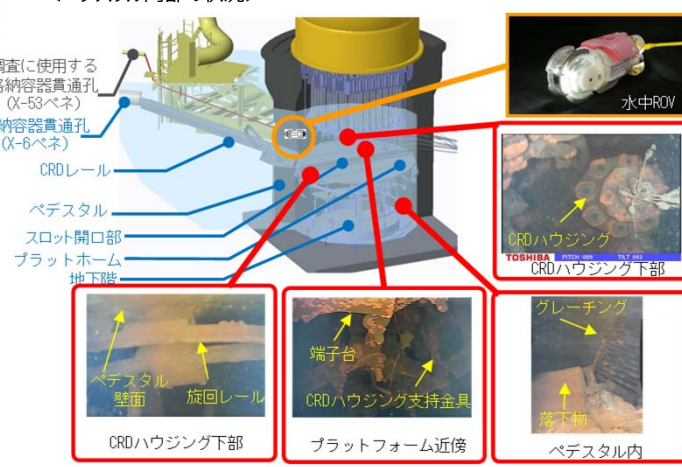 調査に使用する
格納容器貫通孔
(X-53ペネ)
納容器貫通孔
(X-6ペネ)
CRDレール
ペデスタル
スロット開口部
プラットホーム
地下階
水中ROV
CRDハウジング
TOSHIBA PITCH 009 TILT 093
CRDハウジング下部
ペデスタル
壁面
旋回レール
CRDハウジング下部
端子台
CRDハウジング支持金具
プラットフォーム近傍
グレーチング
落下物
ペデスタル内